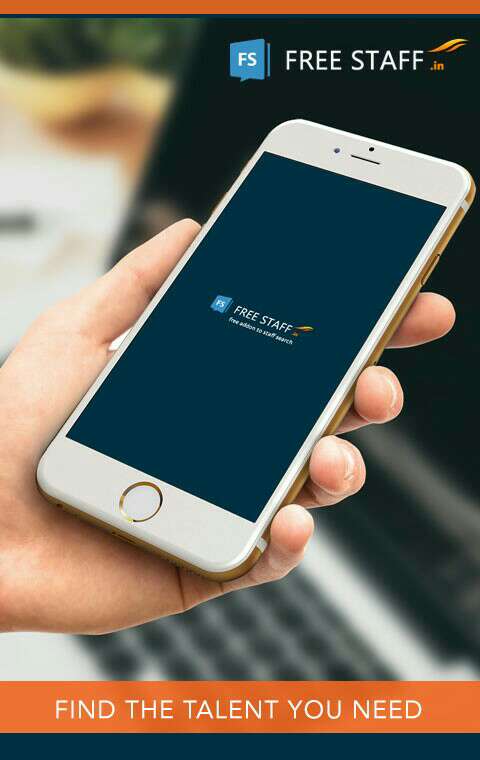 FS FREE STAFF .in
FS FREE STAFF .in
free addon to staff search
FIND THE TALENT YOU NEED